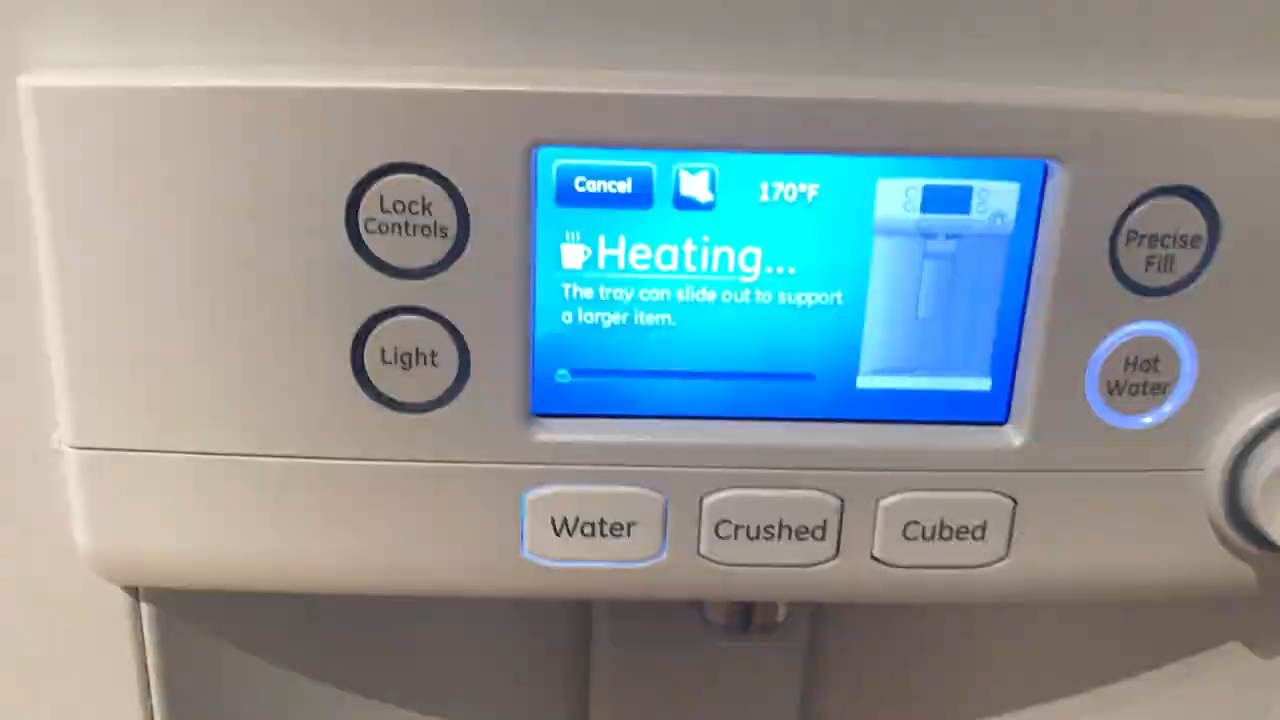 Lock
Controls
Light
Cancel
170°F
Heating...
The tray can slide out to support
a larger item.
Precise
Fill
Hot
Water
Water
Crushed
Cubed